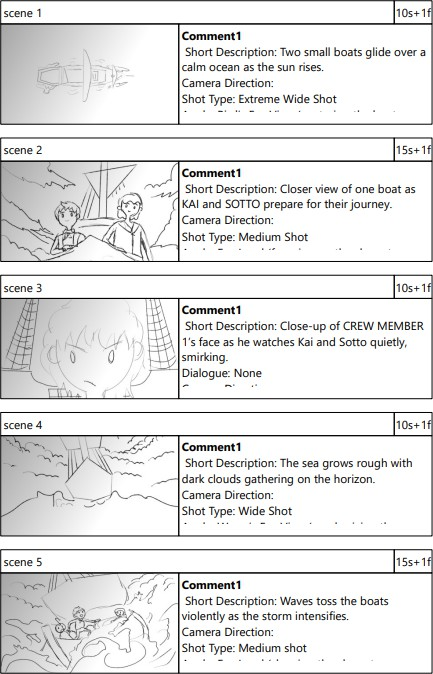 scene 1
10s+1f
Comment1
Short Description: Two small boats glide over a
calm ocean as the sun rises.
Camera Direction:
Shot Type: Extreme Wide Shot
scene 2
15s+1f
Comment1
Short Description: Closer view of one boat as
KAI and SOTTO prepare for their journey.
Camera Direction:
Shot Type: Medium Shot
scene 3
10s+1f
Comment1
Short Description: Close-up of CREW MEMBER
1's face as he watches Kai and Sotto quietly,
smirking.
Dialogue: None
scene 4
10s+1f
Comment1
Short Description: The sea grows rough with
dark clouds gathering on the horizon.
Camera Direction:
Shot Type: Wide Shot
scene 5
15s+1f
Comment1
Short Description: Waves toss the boats
violently as the storm intensifies.
Camera Direction:
Shot Type: Medium shot